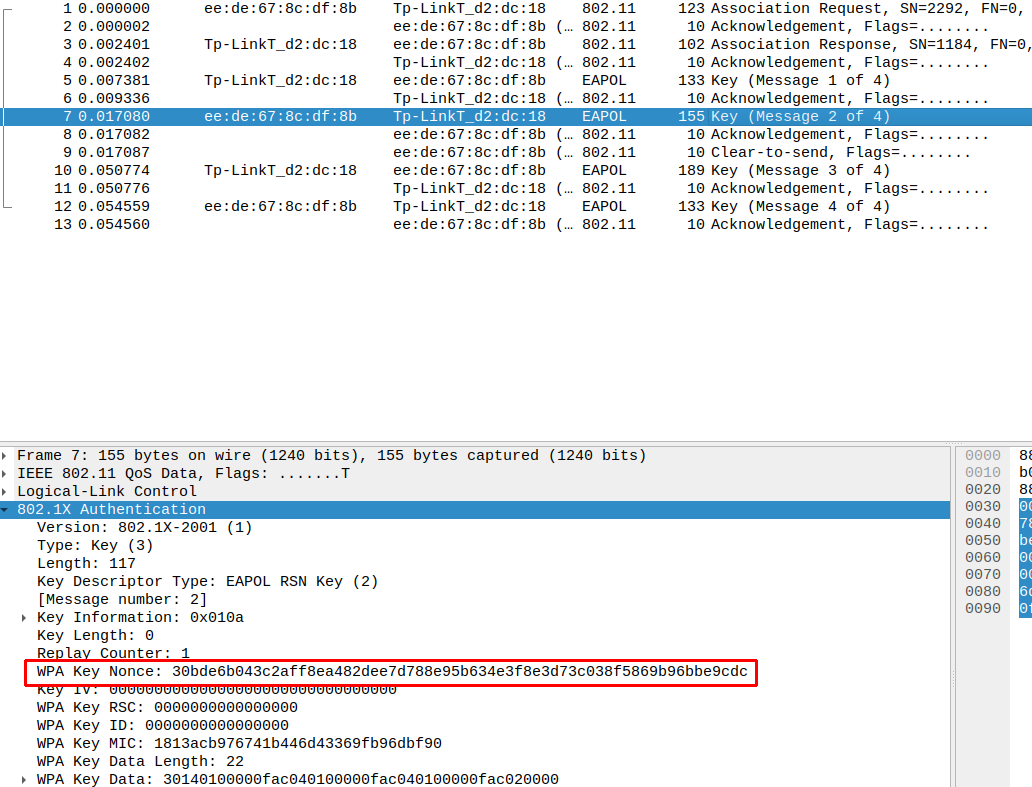 1 0.000000 ee:de:67:8c:df:8b Tp-LinkT_d2:dc:18 802.11 123 Association Request, SN=2292, FN=0,
2 0.000002 ee:de:67:8c:df:8b (… 802.11 10 Acknowledgement, Flags=........
3 0.002401 Tp-LinkT_d2:dc:18 ee:de:67:8c:df:8b 802.11 102 Association Response, SN=1184, FN=0,
4 0.002402 Tp-LinkT_d2:dc:18 (… 802.11 10 Acknowledgement, Flags=........
5 0.007381 Tp-LinkT_d2:dc:18 ee:de:67:8c:df:8b EAPOL 133 Key (Message 1 of 4)
6 0.009336 Tp-LinkT_d2:dc:18 (… 802.11 10 Acknowledgement, Flags=........
7 0.017080 ee:de:67:8c:df:8b Tp-LinkT_d2:dc:18 EAPOL 155 Key (Message 2 of 4)
8 0.017082 ee:de:67:8c:df:8b (… 802.11 10 Acknowledgement, Flags=........
9 0.017087 ee:de:67:8c:df:8b (… 802.11 10 Clear-to-send, Flags=........
10 0.050774 Tp-LinkT_d2:dc:18 ee:de:67:8c:df:8b EAPOL 189 Key (Message 3 of 4)
11 0.050776 Tp-LinkT_d2:dc:18 (… 802.11 10 Acknowledgement, Flags=........
12 0.054559 ee:de:67:8c:df:8b Tp-LinkT_d2:dc:18 EAPOL 133 Key (Message 4 of 4)
13 0.054560 ee:de:67:8c:df:8b (… 802.11 10 Acknowledgement, Flags=........
Frame 7: 155 bytes on wire (1240 bits), 155 bytes captured (1240 bits)
IEEE 802.11 QoS Data, Flags: .......T
Logical-Link Control
802.1X Authentication
Version: 802.1X-2001 (1)
Type: Key (3)
Length: 117
Key Descriptor Type: EAPOL RSN Key (2)
[Message number: 2]
Key Information: 0x010a
Key Length: 0
Replay Counter: 1
WPA Key Nonce: 30bde6b043c2aff8ea482dee7d788e95b634e3f8e3d73c038f5869b96bbe9cdc
Key IV: 00000000000000000000000000000000
WPA Key RSC: 0000000000000000
WPA Key ID: 0000000000000000
WPA Key MIC: 1813acb976741b446d43369fb96dbf90
WPA Key Data Length: 22
WPA Key Data: 30140100000fac040100000fac040100000fac020000
0000 88
0010 b0
0020 88
0030 00
0040 78
0050 be
0060 00
0070 00
0080 6d
0090 0f